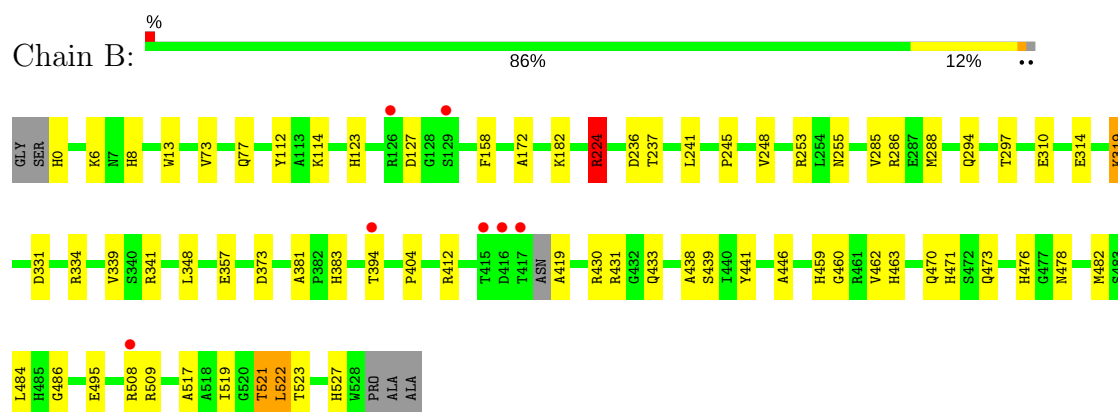 %
Chain B:
86% 12% ••
GLY SER H0 K6 N7 H8 W13 V73 Q77 Y112 A113 K114 H123 R126 D127 G128 S129 F158 A172 K182 R224 D236 T237 L241 P245 V248 R253 L254 N255 V285 R286 E287 M288 Q294 T297 E310 E314 K319
D331 R334 V339 S340 R341 L348 E357 D373 A381 P382 H383 T394 P404 R412 T415 D416 T417 ASN A419 R430 R431 G432 Q433 A438 S439 I440 Y441 A446 H459 G460 R461 V462 H463 Q470 H471 S472 Q473 H476 G477 N478 M482 S483
L484 H485 G486 E495 R508 R509 A517 A518 I519 G520 T521 L522 T523 H527 W528 PRO ALA ALA